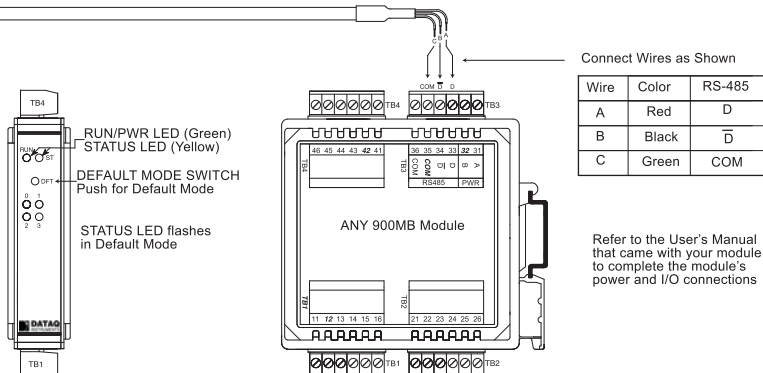 C B A
Connect Wires as Shown
COM D̅ D
TB4
TB3
Wire Color RS-485
A Red D
B Black D̅
C Green COM
TB4
RUN ST
RUN/PWR LED (Green)
STATUS LED (Yellow)
DFT
DEFAULT MODE SWITCH
Push for Default Mode
0 1
2 3
STATUS LED flashes
in Default Mode
DATAQ
INSTRUMENTS
TB1
46 45 44 43 42 41
36 35 34 33 32 31
TB4
TB3
COM COM D̅ D B A
RS485 PWR
ANY 900MB Module
TB1
TB2
11 12 13 14 15 16
21 22 23 24 25 26
TB1
TB2
Refer to the User's Manual
that came with your module
to complete the module's
power and I/O connections